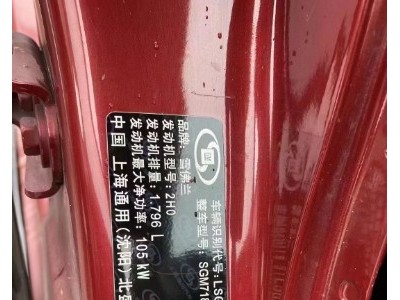 品牌:雪佛兰
发动机型号:2H0
发动机排量:1.796 L
发动机最大净功率:105 kW
中国 上海通用(沈阳)北
车辆识别代号:LSG
整车型号:SGM718